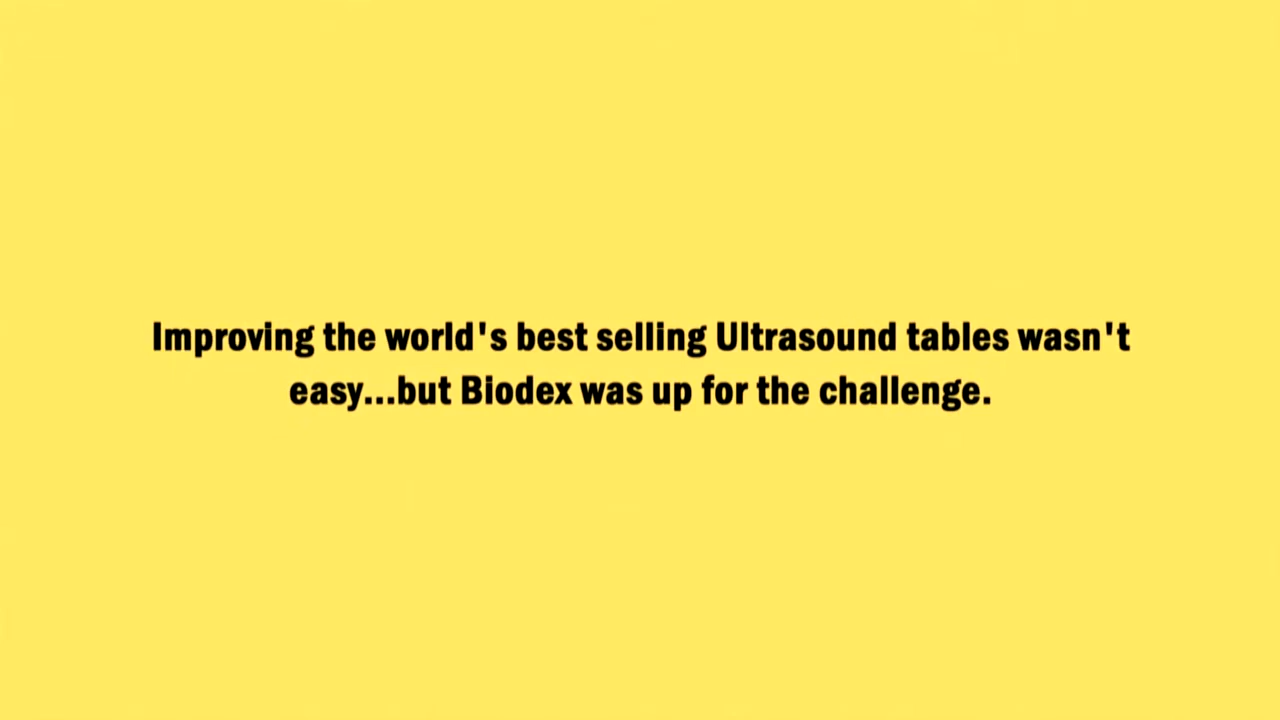 Improving the world's best selling Ultrasound tables wasn't
easy...but Biodex was up for the challenge.